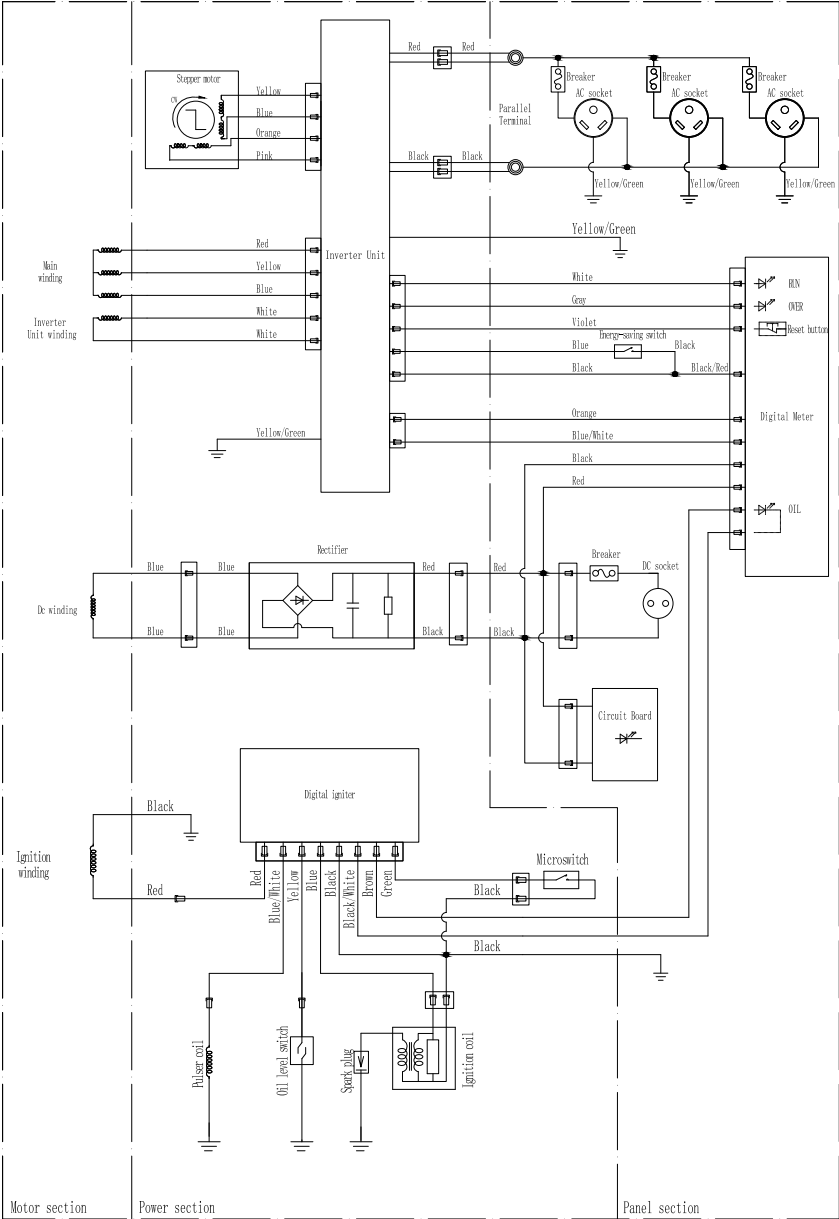 Red
Red
Stepper motor
CW
Yellow
Blue
Orange
Pink
Breaker
Breaker
Breaker
AC socket
AC socket
AC socket
Parallel
Terminal
Black
Black
Yellow/Green
Yellow/Green
Yellow/Green
Yellow/Green
Inverter Unit
Main
winding
Red
Yellow
Blue
Inverter
Unit winding
White
White
White
Gray
Violet
Energy-saving switch
Blue
Black
Black
Black/Red
RUN
OVER
Reset button
Orange
Blue/White
Black
Red
Digital Meter
OIL
Yellow/Green
Rectifier
Blue
Blue
Red
Red
Breaker
DC socket
Dc winding
Blue
Blue
Black
Black
Circuit Board
Digital igniter
Black
Ignition
winding
Red
Red
Blue/White
Yellow
Blue
Black
Black/White
Brown
Green
Microswitch
Black
Black
Pulser coil
Oil level switch
Spark plug
Ignition coil
Motor section
Power section
Panel section